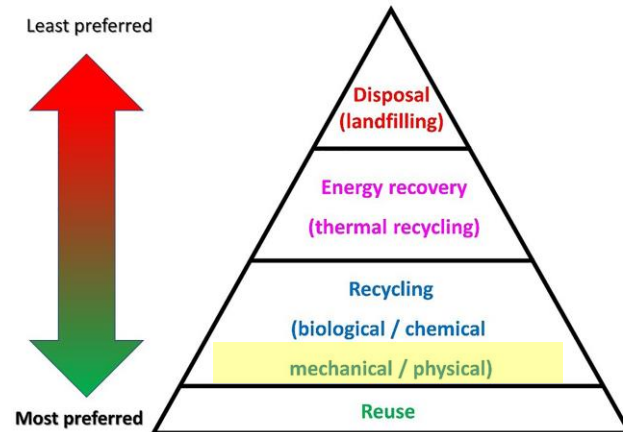 Least preferred
Disposal
(landfilling)
Energy recovery
(thermal recycling)
Recycling
(biological / chemical
mechanical / physical)
Most preferred
Reuse